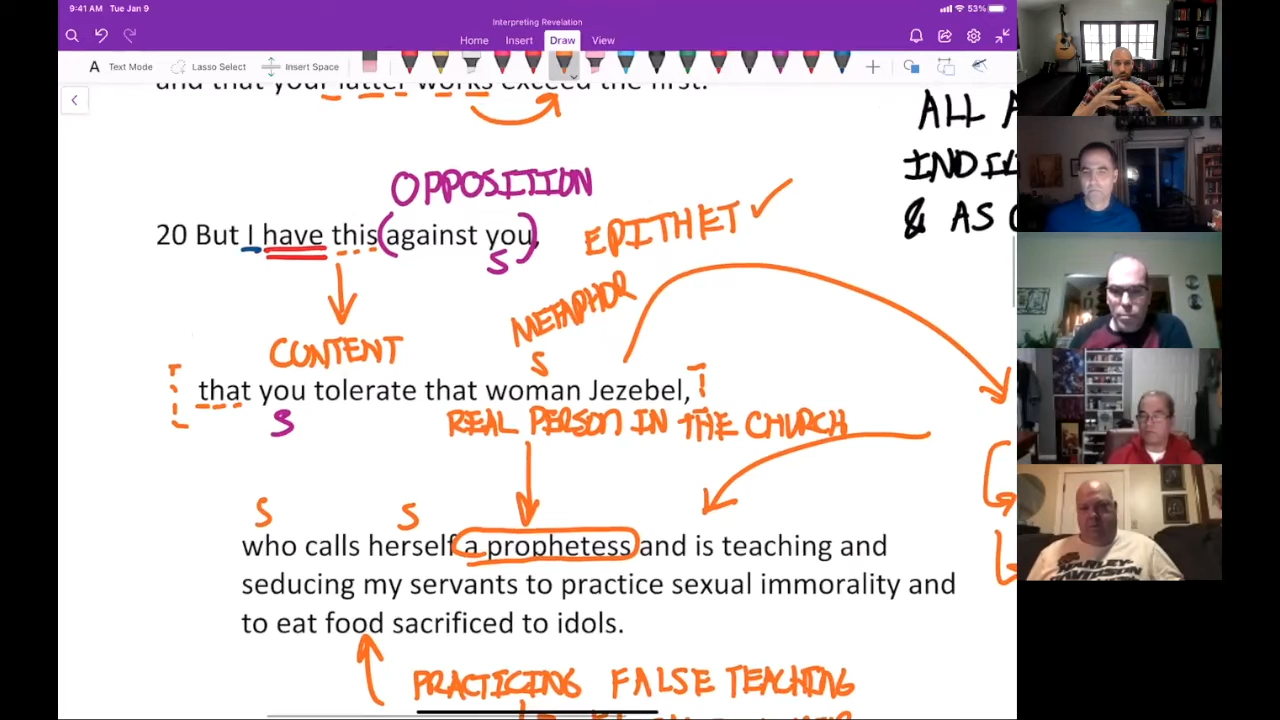 9:41 AM Tue Jan 9
53%
Interpreting Revelation
Home Insert Draw View
A Text Mode Lasso Select Insert Space
and that your latter works exceed the first.
ALL A
INDIC
& AS
OPPOSITION
20 But I have this (against you,)
S
EPITHET ✓
METAPHOR
CONTENT
S
that you tolerate that woman Jezebel,
S
REAL PERSON IN THE CHURCH
S S
who calls herself a prophetess and is teaching and
seducing my servants to practice sexual immorality and
to eat food sacrificed to idols.
PRACTICING FALSE TEACHING
HARLEY-
DAVIDSON